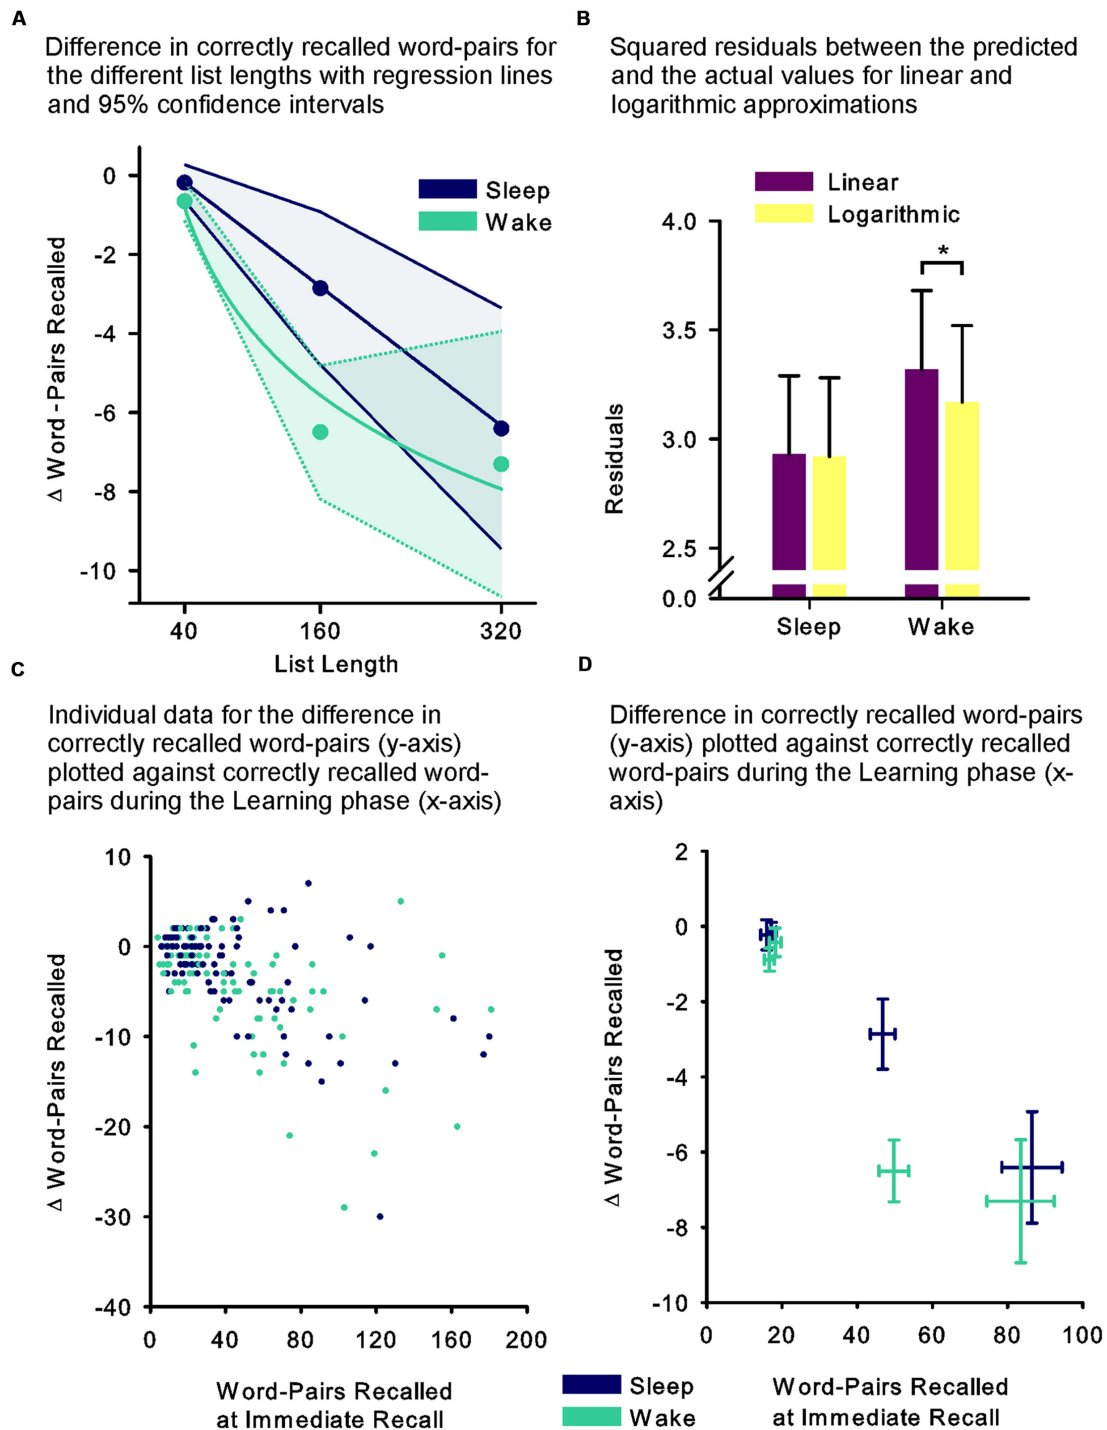 A
Difference in correctly recalled word-pairs for
the different list lengths with regression lines
and 95% confidence intervals
Sleep
Wake
Δ Word-Pairs Recalled
0
-2
-4
-6
-8
-10
40 160 320
List Length
B
Squared residuals between the predicted
and the actual values for linear and
logarithmic approximations
Linear
Logarithmic
Residuals
4.0
3.5
3.0
2.5
0.0
*
Sleep Wake
C
Individual data for the difference in
correctly recalled word-pairs (y-axis)
plotted against correctly recalled word-
pairs during the Learning phase (x-axis)
Δ Word-Pairs Recalled
10
0
-10
-20
-30
-40
0 40 80 120 160 200
Word-Pairs Recalled
at Immediate Recall
D
Difference in correctly recalled word-pairs
(y-axis) plotted against correctly recalled
word-pairs during the Learning phase (x-
axis)
Δ Word-Pairs Recalled
2
0
-2
-4
-6
-8
-10
0 20 40 60 80 100
Word-Pairs Recalled
at Immediate Recall
Sleep
Wake